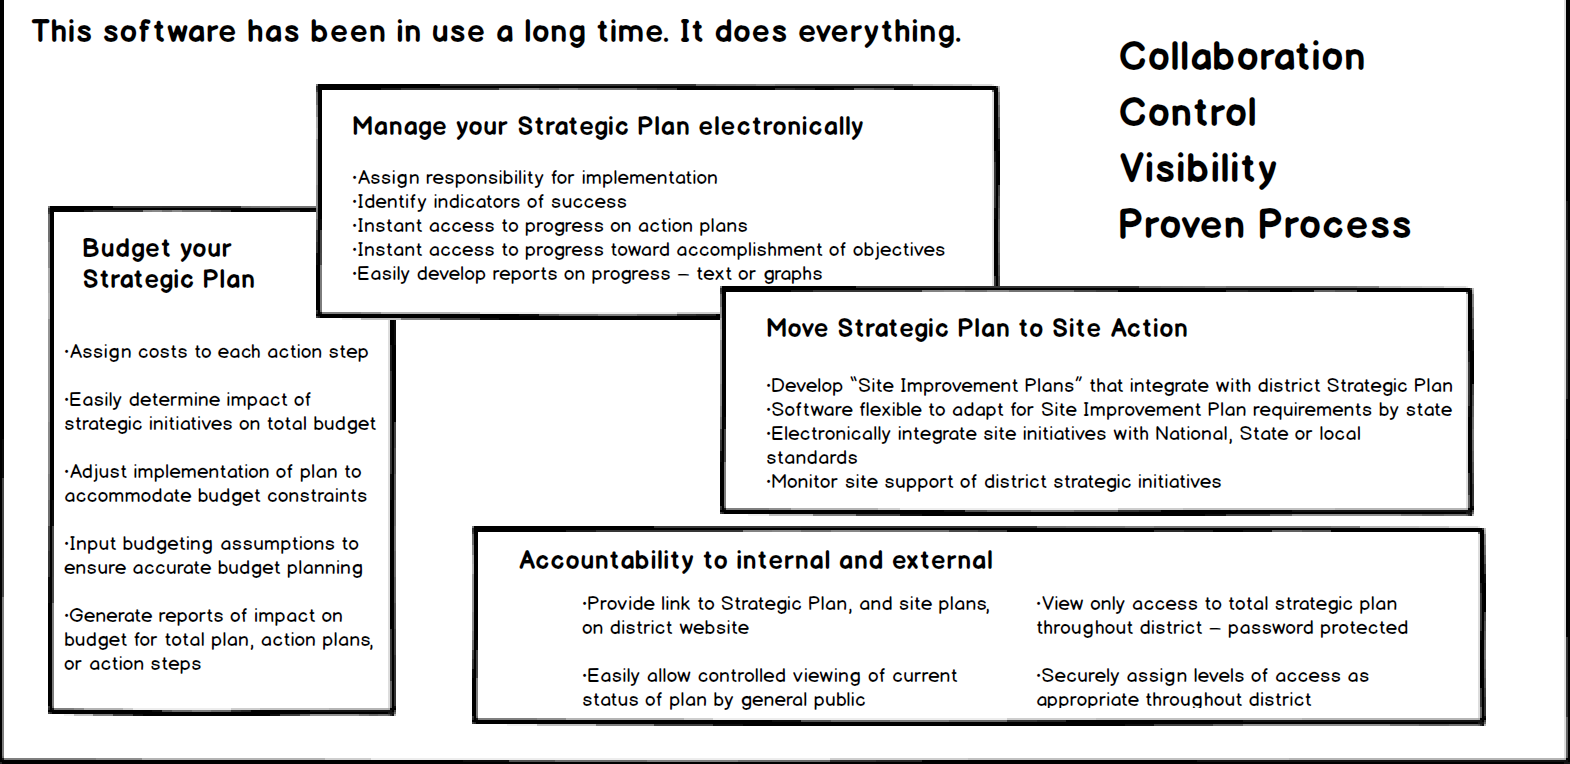 This software has been in use a long time. It does everything.
Collaboration
Control
Visibility
Proven Process
Manage your Strategic Plan electronically
·Assign responsibility for implementation
·Identify indicators of success
·Instant access to progress on action plans
·Instant access to progress toward accomplishment of objectives
·Easily develop reports on progress – text or graphs
Budget your
Strategic Plan
·Assign costs to each action step
·Easily determine impact of
strategic initiatives on total budget
·Adjust implementation of plan to
accommodate budget constraints
·Input budgeting assumptions to
ensure accurate budget planning
·Generate reports of impact on
budget for total plan, action plans,
or action steps
Move Strategic Plan to Site Action
·Develop “Site Improvement Plans” that integrate with district Strategic Plan
·Software flexible to adapt for Site Improvement Plan requirements by state
·Electronically integrate site initiatives with National, State or local
standards
·Monitor site support of district strategic initiatives
Accountability to internal and external
·Provide link to Strategic Plan, and site plans,
on district website
·Easily allow controlled viewing of current
status of plan by general public
·View only access to total strategic plan
throughout district – password protected
·Securely assign levels of access as
appropriate throughout district